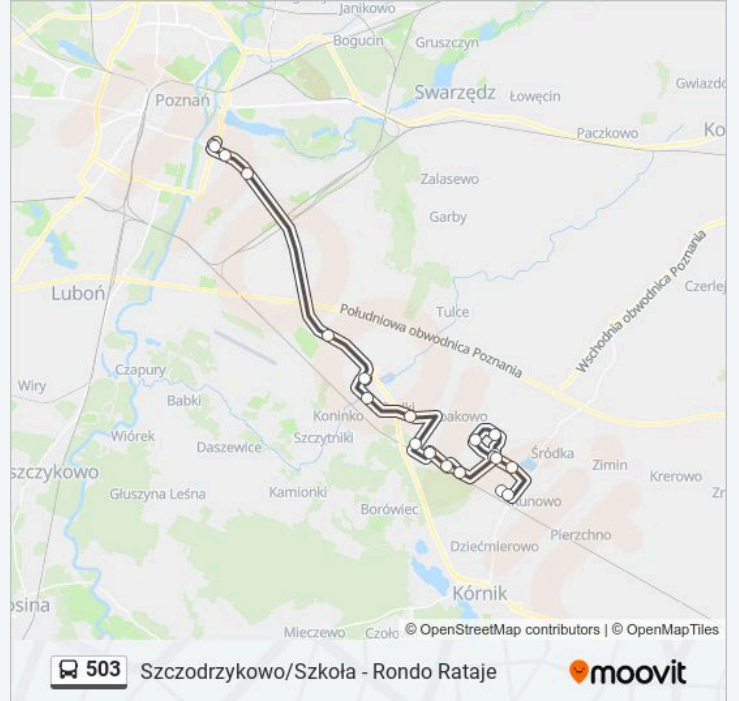 Janikowo
Bogucin
Gruszczyn
Gwiazdo
Poznań
Swarzędz
Łowęcin
Paczkowo
Ko
Zalasewo
Garby
Wschodnia obwodnica Poznania
Czerlej
Luboń
Południowa obwodnica Poznania
Tulce
Wiry
Czapury
Babki
Koninko
Wiórek
Daszewice
Szczytniki
Środka
Zimin
Krerowo
szczykowo
Głuszyna Leśna
Kamionki
Borówiec
unowo
Zr
Dziećmierowo
Pierzchno
Kórnik
osina
Mieczewo
Czoło
© OpenStreetMap contributors | © OpenMapTiles
503 Szczodrzykowo/Szkoła - Rondo Rataje
moovit